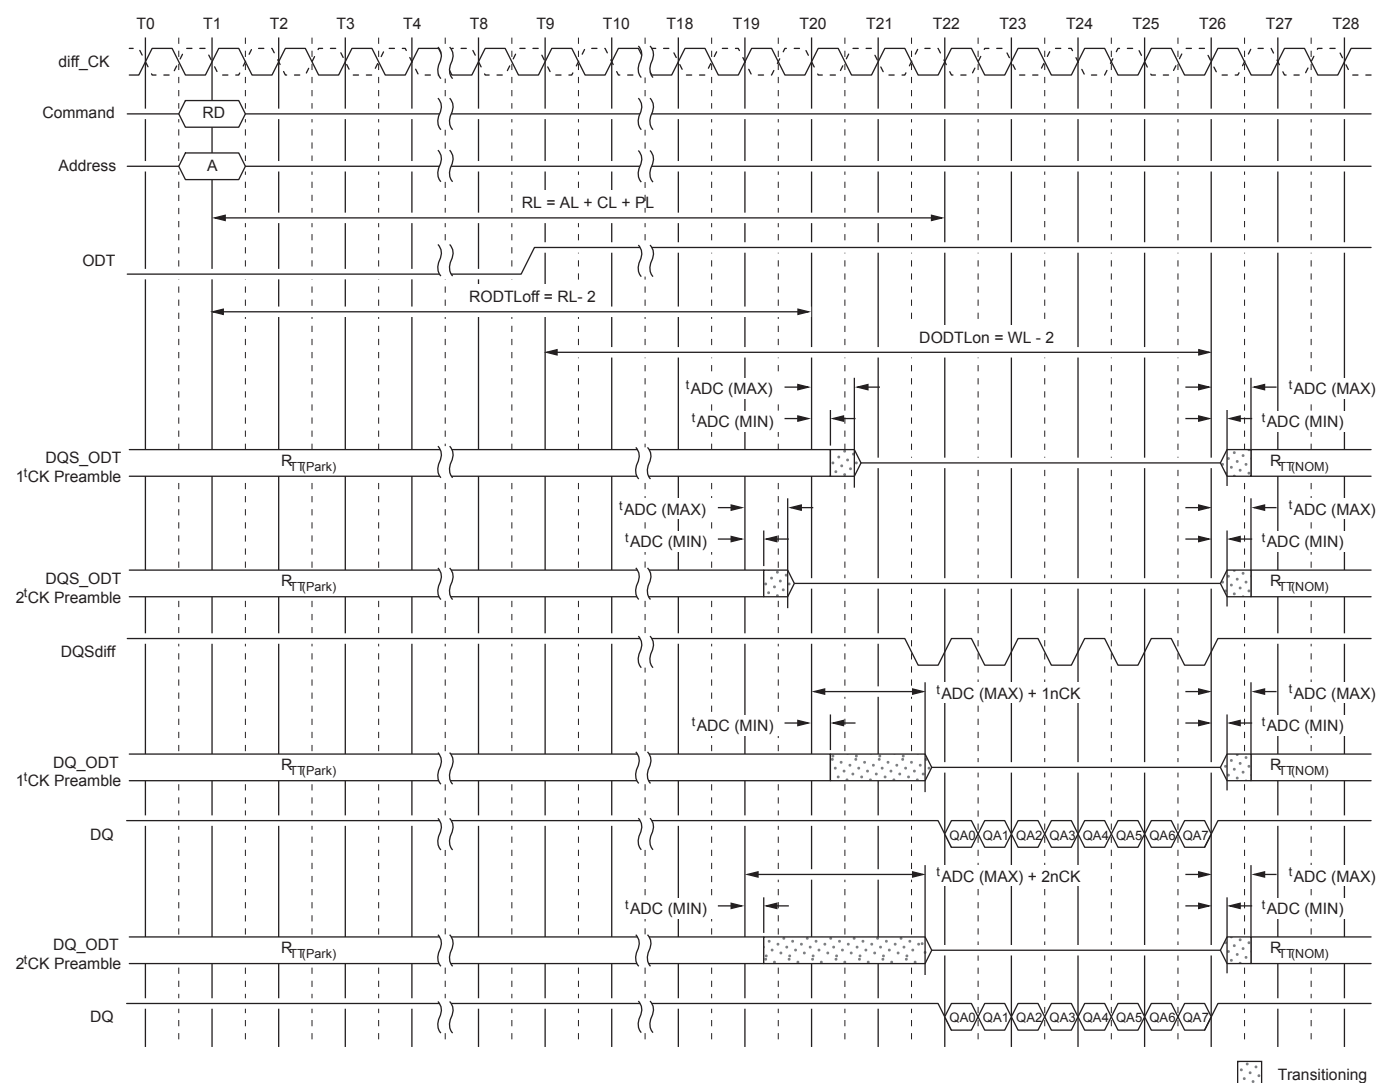 T0 T1 T2 T3 T4 T8 T9 T10 T18 T19 T20 T21 T22 T23 T24 T25 T26 T27 T28
diff_CK
Command RD
Address A
RL = AL + CL + PL
ODT
RODTLoff = RL- 2
DODTLon = WL - 2
tADC (MAX) tADC (MAX)
tADC (MIN) tADC (MIN)
DQS_ODT
1tCK Preamble RTT(Park) RTT(NOM)
tADC (MAX) tADC (MAX)
tADC (MIN) tADC (MIN)
DQS_ODT
2tCK Preamble RTT(Park) RTT(NOM)
DQSdiff
tADC (MAX) + 1nCK tADC (MAX)
tADC (MIN) tADC (MIN)
DQ_ODT
1tCK Preamble RTT(Park) RTT(NOM)
DQ QA0 QA1 QA2 QA3 QA4 QA5 QA6 QA7
tADC (MAX) + 2nCK tADC (MAX)
tADC (MIN) tADC (MIN)
DQ_ODT
2tCK Preamble RTT(Park) RTT(NOM)
DQ QA0 QA1 QA2 QA3 QA4 QA5 QA6 QA7
Transitioning